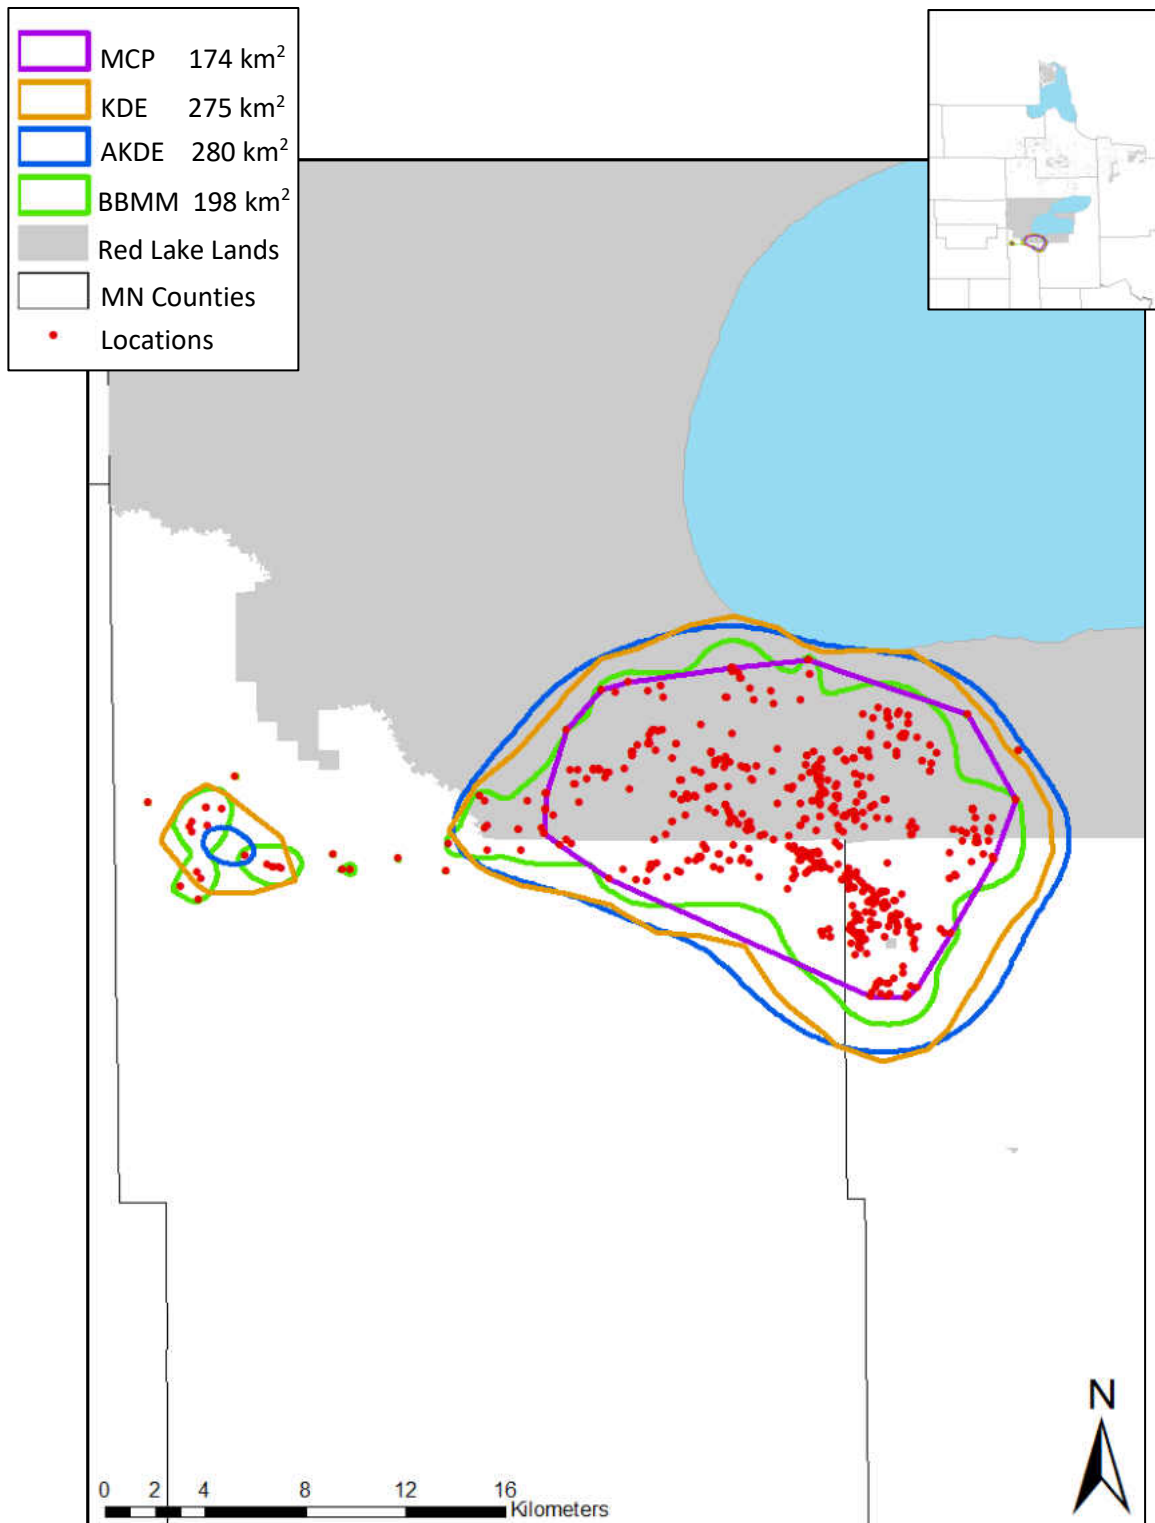 MCP 174 km²
KDE 275 km²
AKDE 280 km²
BBMM 198 km²
Red Lake Lands
MN Counties
Locations
N
0 2 4 8 12 16
Kilometers